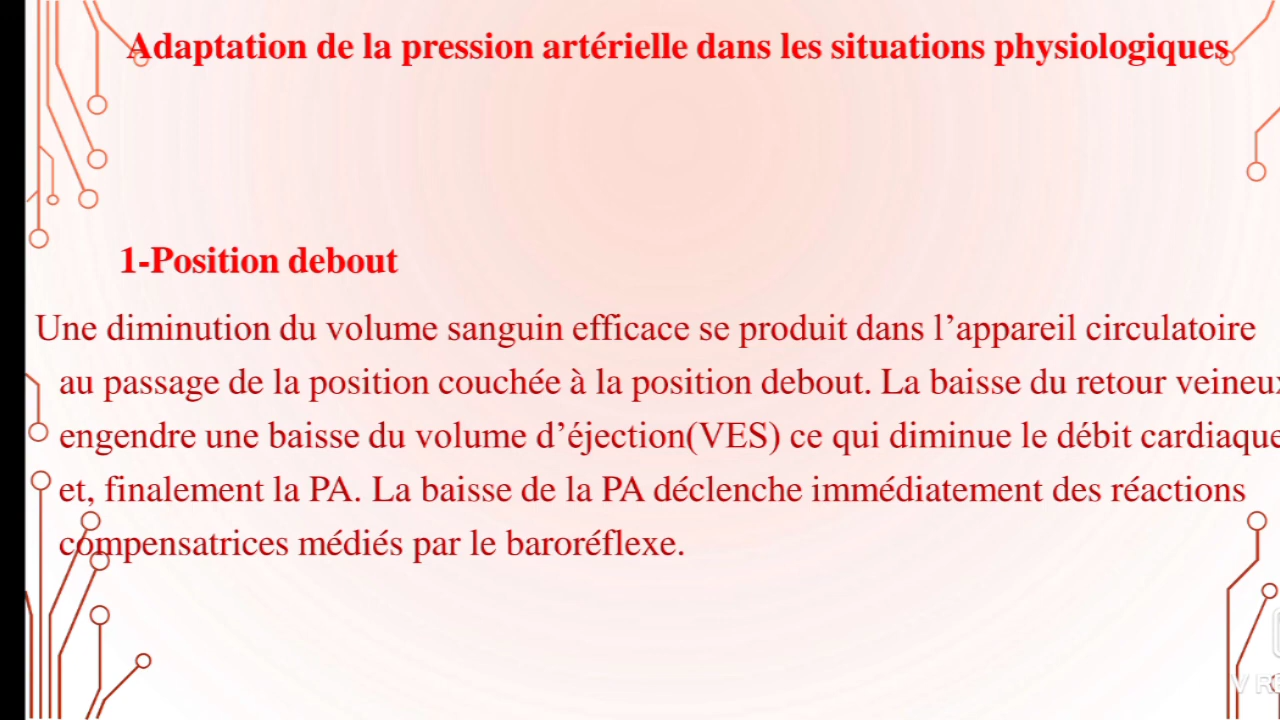 Adaptation de la pression artérielle dans les situations physiologiques
1-Position debout
Une diminution du volume sanguin efficace se produit dans l’appareil circulatoire
au passage de la position couchée à la position debout. La baisse du retour veineux
engendre une baisse du volume d’éjection(VES) ce qui diminue le débit cardiaque
et, finalement la PA. La baisse de la PA déclenche immédiatement des réactions
compensatrices médiés par le baroréflexe.